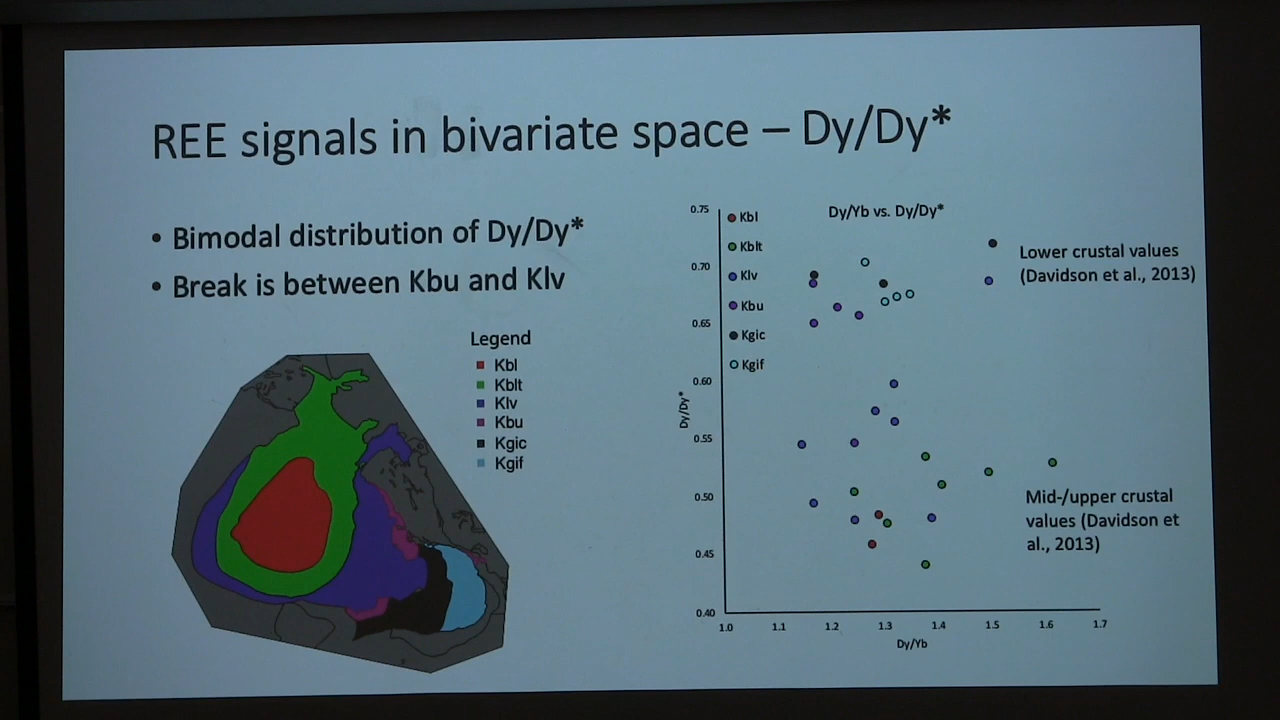 REE signals in bivariate space – Dy/Dy*
• Bimodal distribution of Dy/Dy*
• Break is between Kbu and Klv
Legend
Kbl
Kblt
Klv
Kbu
Kgic
Kgif
Dy/Yb vs. Dy/Dy*
0.75
0.70
0.65
0.60
0.55
0.50
0.45
0.40
Dy/Dy*
Kbl
Kblt
Klv
Kbu
Kgic
Kgif
Lower crustal values
(Davidson et al., 2013)
Mid-/upper crustal
values (Davidson et
al., 2013)
1.0 1.1 1.2 1.3 1.4 1.5 1.6 1.7
Dy/Yb